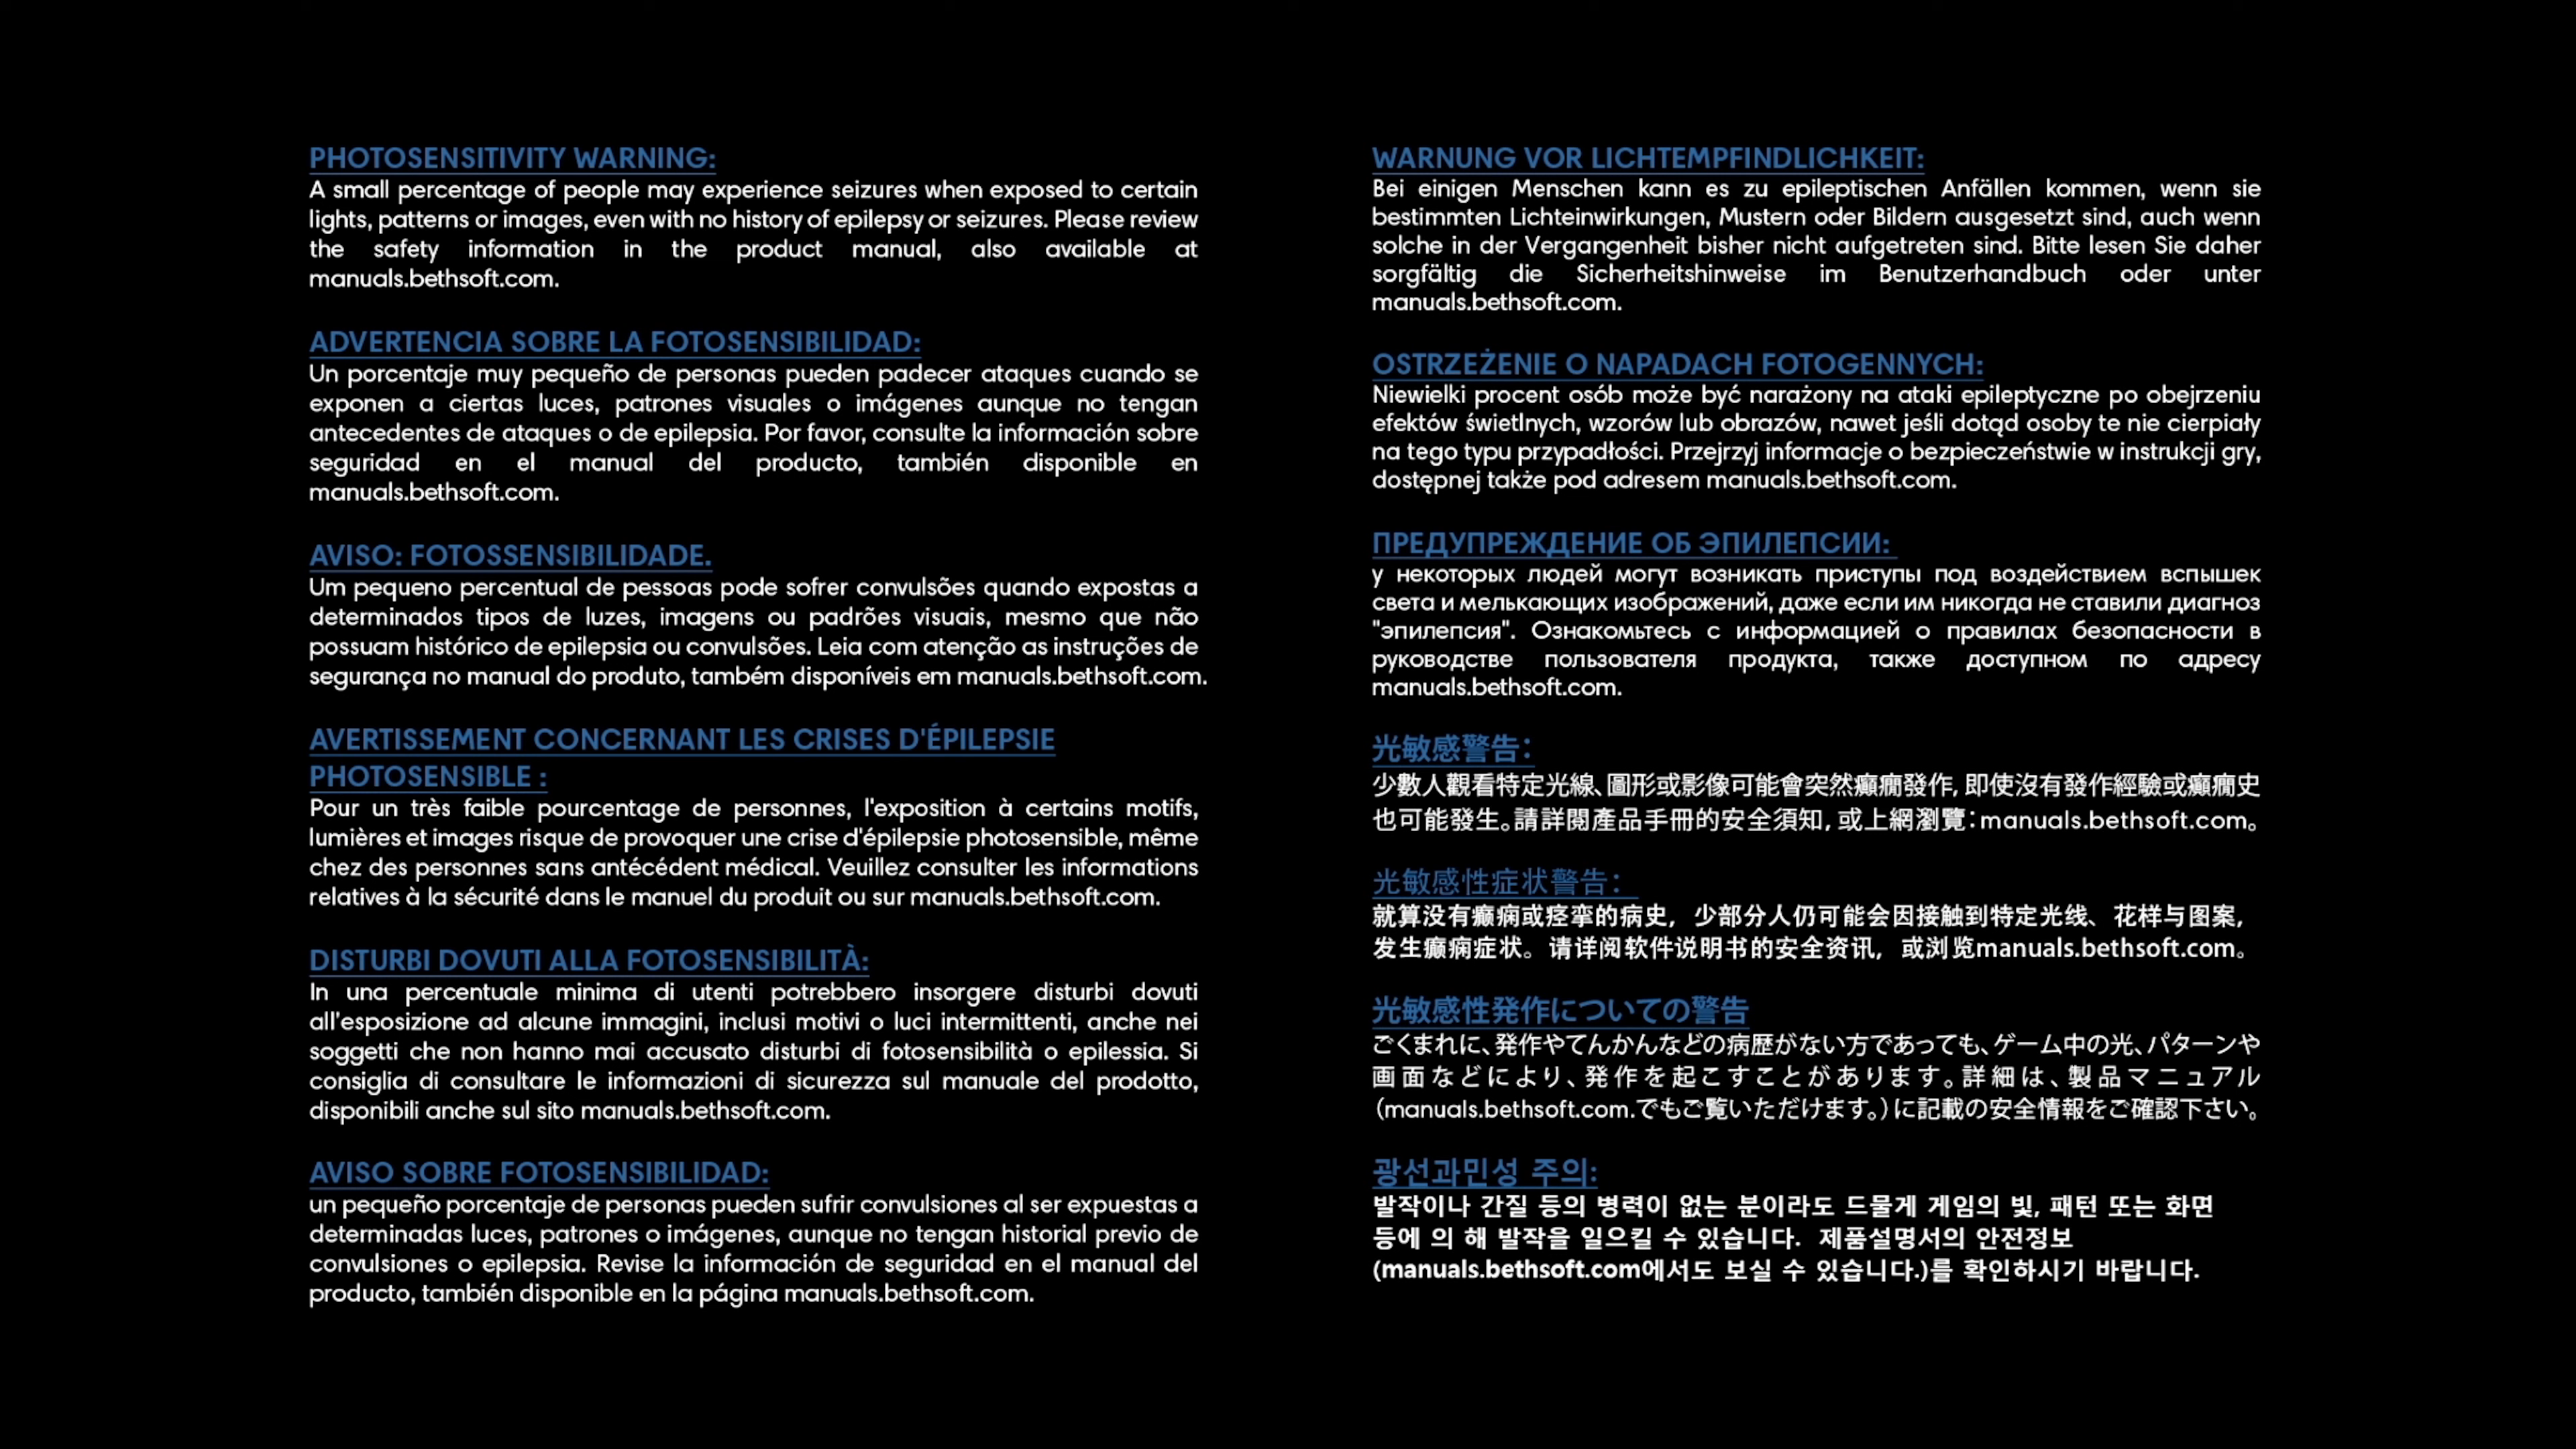 PHOTOSENSITIVITY WARNING:
A small percentage of people may experience seizures when exposed to certain
lights, patterns or images, even with no history of epilepsy or seizures. Please review
the safety information in the product manual, also available at
manuals.bethsoft.com.
ADVERTENCIA SOBRE LA FOTOSENSIBILIDAD:
Un porcentaje muy pequeño de personas pueden padecer ataques cuando se
exponen a ciertas luces, patrones visuales o imágenes aunque no tengan
antecedentes de ataques o de epilepsia. Por favor, consulte la información sobre
seguridad en el manual del producto, también disponible en
manuals.bethsoft.com.
AVISO: FOTOSSENSIBILIDADE.
Um pequeno percentual de pessoas pode sofrer convulsões quando expostas a
determinados tipos de luzes, imagens ou padrões visuais, mesmo que não
possuam histórico de epilepsia ou convulsões. Leia com atenção as instruções de
segurança no manual do produto, também disponíveis em manuals.bethsoft.com.
AVERTISSEMENT CONCERNANT LES CRISES D'ÉPILEPSIE
PHOTOSENSIBLE :
Pour un très faible pourcentage de personnes, l'exposition à certains motifs,
lumières et images risque de provoquer une crise d'épilepsie photosensible, même
chez des personnes sans antécédent médical. Veuillez consulter les informations
relatives à la sécurité dans le manuel du produit ou sur manuals.bethsoft.com.
DISTURBI DOVUTI ALLA FOTOSENSIBILITÀ:
In una percentuale minima di utenti potrebbero insorgere disturbi dovuti
all'esposizione ad alcune immagini, inclusi motivi o luci intermittenti, anche nei
soggetti che non hanno mai accusato disturbi di fotosensibilità o epilessia. Si
consiglia di consultare le informazioni di sicurezza sul manuale del prodotto,
disponibili anche sul sito manuals.bethsoft.com.
AVISO SOBRE FOTOSENSIBILIDAD:
un pequeño porcentaje de personas pueden sufrir convulsiones al ser expuestas a
determinadas luces, patrones o imágenes, aunque no tengan historial previo de
convulsiones o epilepsia. Revise la información de seguridad en el manual del
producto, también disponible en la página manuals.bethsoft.com.
WARNUNG VOR LICHTEMPFINDLICHKEIT:
Bei einigen Menschen kann es zu epileptischen Anfällen kommen, wenn sie
bestimmten Lichteinwirkungen, Mustern oder Bildern ausgesetzt sind, auch wenn
solche in der Vergangenheit bisher nicht aufgetreten sind. Bitte lesen Sie daher
sorgfältig die Sicherheitshinweise im Benutzerhandbuch oder unter
manuals.bethsoft.com.
OSTRZEŻENIE O NAPADACH FOTOGENNYCH:
Niewielki procent osób może być narażony na ataki epileptyczne po obejrzeniu
efektów świetlnych, wzorów lub obrazów, nawet jeśli dotąd osoby te nie cierpiały
na tego typu przypadłości. Przejrzyj informacje o bezpieczeństwie w instrukcji gry,
dostępnej także pod adresem manuals.bethsoft.com.
ПРЕДУПРЕЖДЕНИЕ ОБ ЭПИЛЕПСИИ:
у некоторых людей могут возникать приступы под воздействием вспышек
света и мелькающих изображений, даже если им никогда не ставили диагноз
"эпилепсия". Ознакомьтесь с информацией о правилах безопасности в
руководстве пользователя продукта, также доступном по адресу
manuals.bethsoft.com.
光敏感警告：
少數人觀看特定光線、圖形或影像可能會突然癲癇發作，即使沒有發作經驗或癲癇史
也可能發生。請詳閱產品手冊的安全須知，或上網瀏覽：manuals.bethsoft.com。
光敏感性症状警告：
就算没有癫痫或痉挛的病史，少部分人仍可能会因接触到特定光线、花样与图案，
发生癫痫症状。请详阅软件说明书的安全资讯，或浏览manuals.bethsoft.com。
光敏感性発作についての警告
ごくまれに、発作やてんかんなどの病歴がない方であっても、ゲーム中の光、パターンや
画面などにより、発作を起こすことがあります。詳細は、製品マニュアル
（manuals.bethsoft.com.でもご覧いただけます。）に記載の安全情報をご確認下さい。
광선과민성 주의:
발작이나 간질 등의 병력이 없는 분이라도 드물게 게임의 빛, 패턴 또는 화면
등에 의 해 발작을 일으킬 수 있습니다. 제품설명서의 안전정보
(manuals.bethsoft.com에서도 보실 수 있습니다.)를 확인하시기 바랍니다.